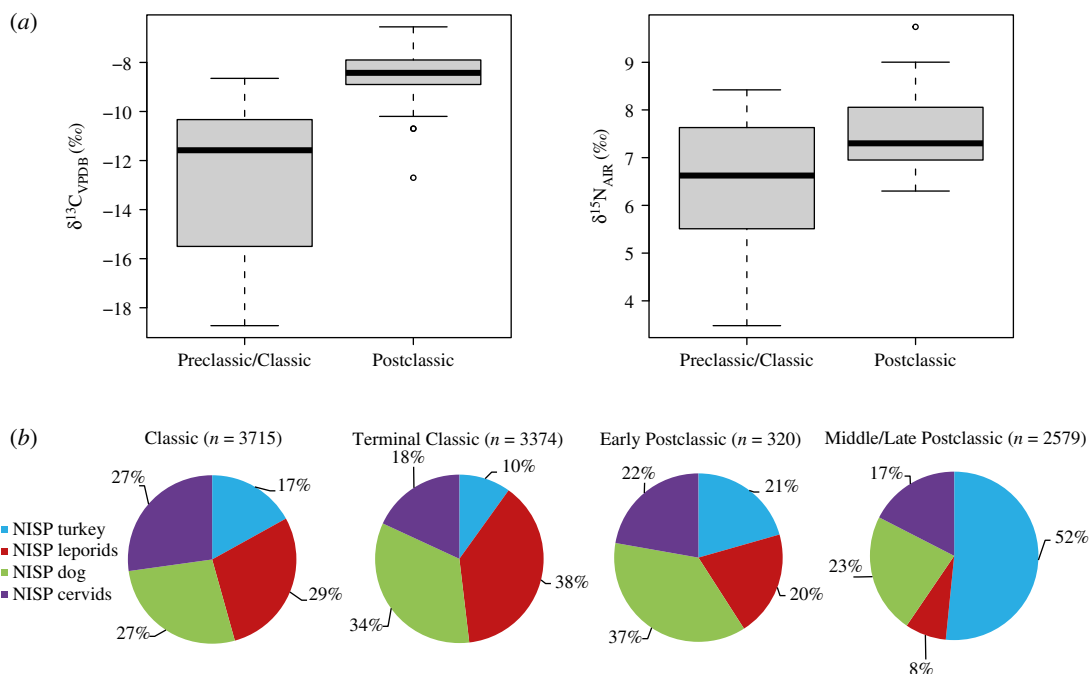 (a)
δ13CVPDB (‰)
−8
−10
−12
−14
−16
−18
Preclassic/Classic Postclassic
δ15NAIR (‰)
9
8
7
6
5
4
Preclassic/Classic Postclassic
(b)
NISP turkey
NISP leporids
NISP dog
NISP cervids
Classic (n = 3715)
27%
17%
29%
27%
Terminal Classic (n = 3374)
18%
10%
38%
34%
Early Postclassic (n = 320)
22%
21%
20%
37%
Middle/Late Postclassic (n = 2579)
17%
52%
23%
8%